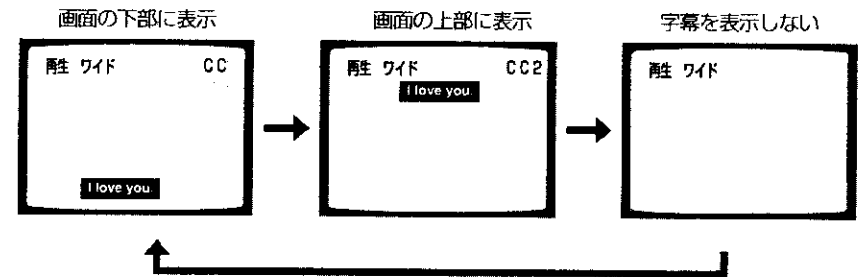 画面の下部に表示
画面の上部に表示
字幕を表示しない
再生 ワイド CC
I love you.
再生 ワイド CC2
I love you.
再生 ワイド